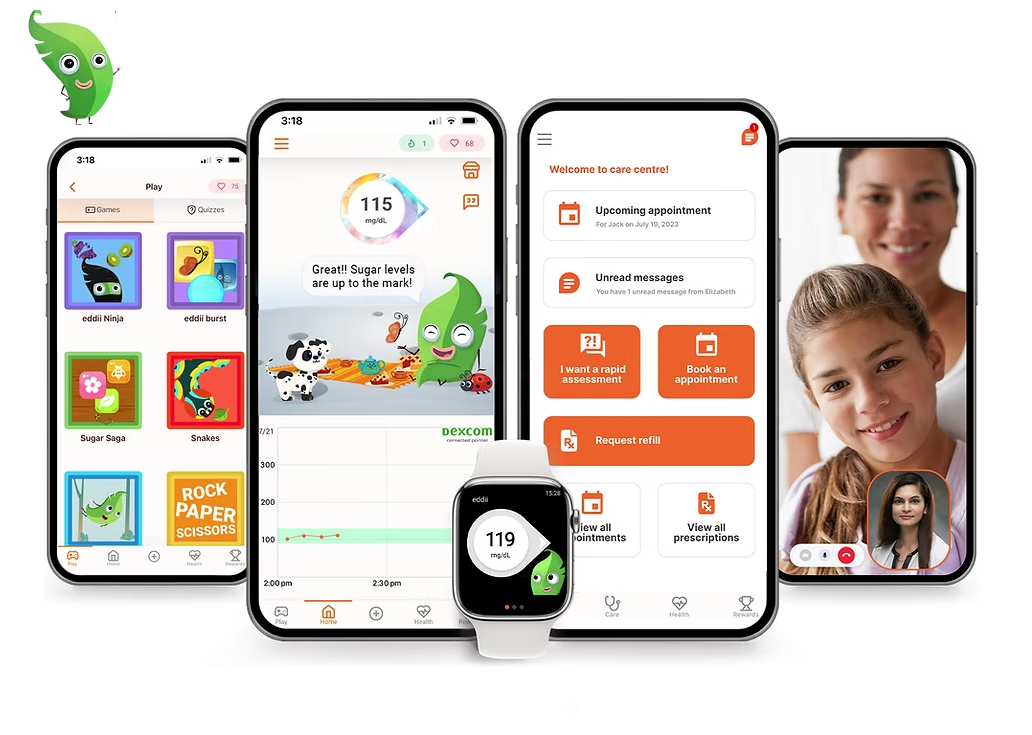 3:18
Play
75
Games
Quizzes
eddii Ninja
eddii burst
Sugar Saga
Snakes
ROCK
PAPER
SCISSORS
Play
Home
Health
Rewards
3:18
1
68
115
mg/dL
Great!! Sugar levels
are up to the mark!
7/21
Dexcom
connected partner
300
200
100
2:00 pm
2:30 pm
Play
Home
Health
eddii
15:28
119
mg/dL
1
Welcome to care centre!
Upcoming appointment
For Jack on July 19, 2023
Unread messages
You have 1 unread message from Elizabeth
?!
I want a rapid
assessment
Book an
appointment
Rx
Request refill
View all
appointments
Rx
View all
prescriptions
Care
Health
Rewards